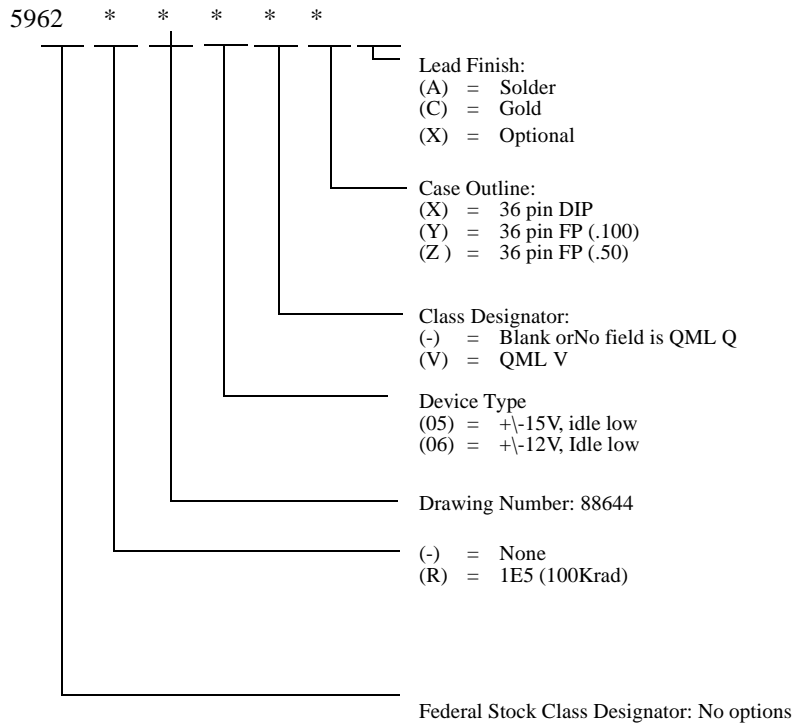 5962 * * * * *
Lead Finish:
(A) = Solder
(C) = Gold
(X) = Optional
Case Outline:
(X) = 36 pin DIP
(Y) = 36 pin FP (.100)
(Z ) = 36 pin FP (.50)
Class Designator:
(-) = Blank orNo field is QML Q
(V) = QML V
Device Type
(05) = +\-15V, idle low
(06) = +\-12V, Idle low
Drawing Number: 88644
(-) = None
(R) = 1E5 (100Krad)
Federal Stock Class Designator: No options